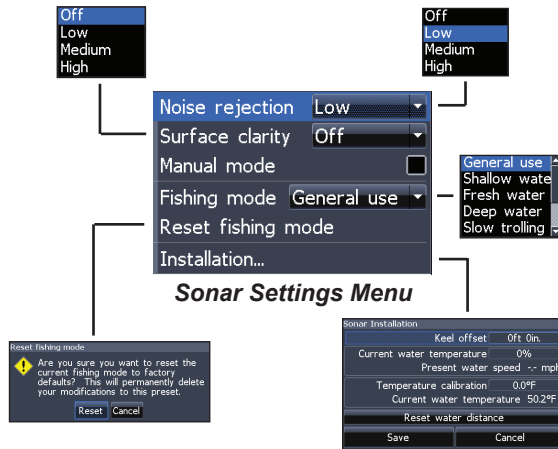 Off
Low
Medium
High
Off
Low
Medium
High
Noise rejection Low
Surface clarity Off
Manual mode
Fishing mode General use
Reset fishing mode
Installation...
General use
Shallow wate
Fresh water
Deep water
Slow trolling
Sonar Settings Menu
Reset fishing mode
Are you sure you want to reset the
current fishing mode to factory
defaults? This will permanently delete
your modifications to this preset.
Reset Cancel
Sonar Installation
Keel offset 0ft 0in.
Current water temperature 0%
Present water speed -.- mph
Temperature calibration 0.0°F
Current water temperature 50.2°F
Reset water distance
Save Cancel